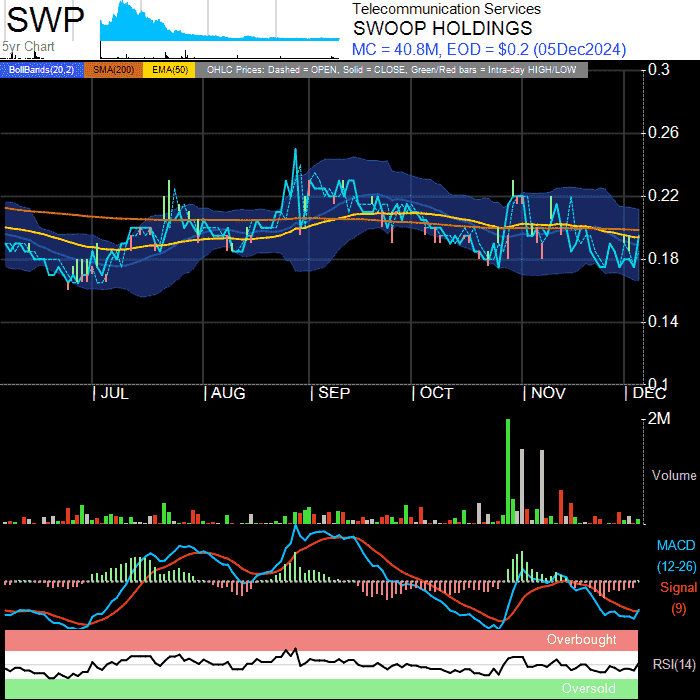 SWP
5yr Chart
Telecommunication Services
SWOOP HOLDINGS
MC = 40.8M, EOD = $0.2 (05Dec2024)
BollBands(20,2) SMA(200) EMA(50) OHLC Prices: Dashed = OPEN, Solid = CLOSE, Green/Red bars = Intra-day HIGH/LOW
0.3
0.26
0.22
0.18
0.14
0.1
JUL AUG SEP OCT NOV DEC
2M
Volume
MACD
(12-26)
Signal
(9)
Overbought
RSI(14)
Oversold